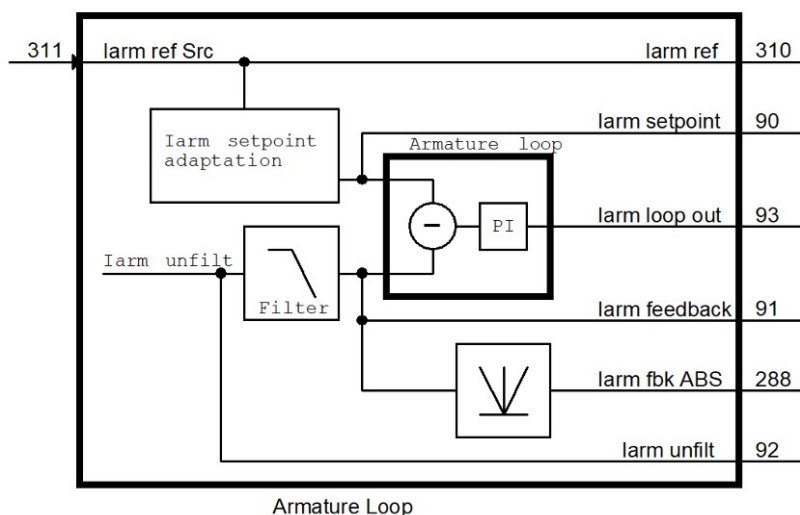 311 Iarm ref Src Iarm ref 310
Iarm setpoint 90
Iarm setpoint
adaptation
Armature loop
Iarm loop out 93
PI
Iarm unfilt
Filter
Iarm feedback 91
Iarm fbk ABS 288
Iarm unfilt 92
Armature Loop